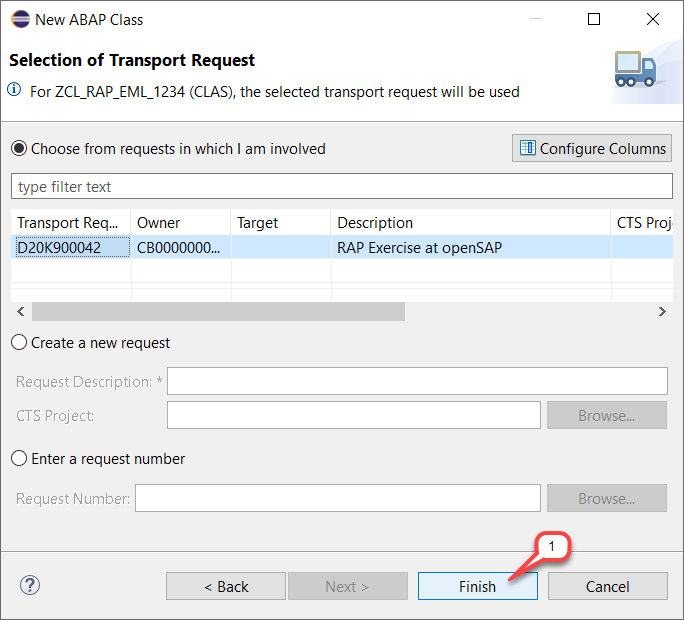 New ABAP Class
Selection of Transport Request
For ZCL_RAP_EML_1234 (CLAS), the selected transport request will be used
Choose from requests in which I am involved
Configure Columns
type filter text
Transport Req... Owner Target Description CTS Proj
D20K900042 CB0000000... RAP Exercise at openSAP
Create a new request
Request Description: *
CTS Project: Browse...
Enter a request number
Request Number: Browse...
1
? < Back Next > Finish Cancel